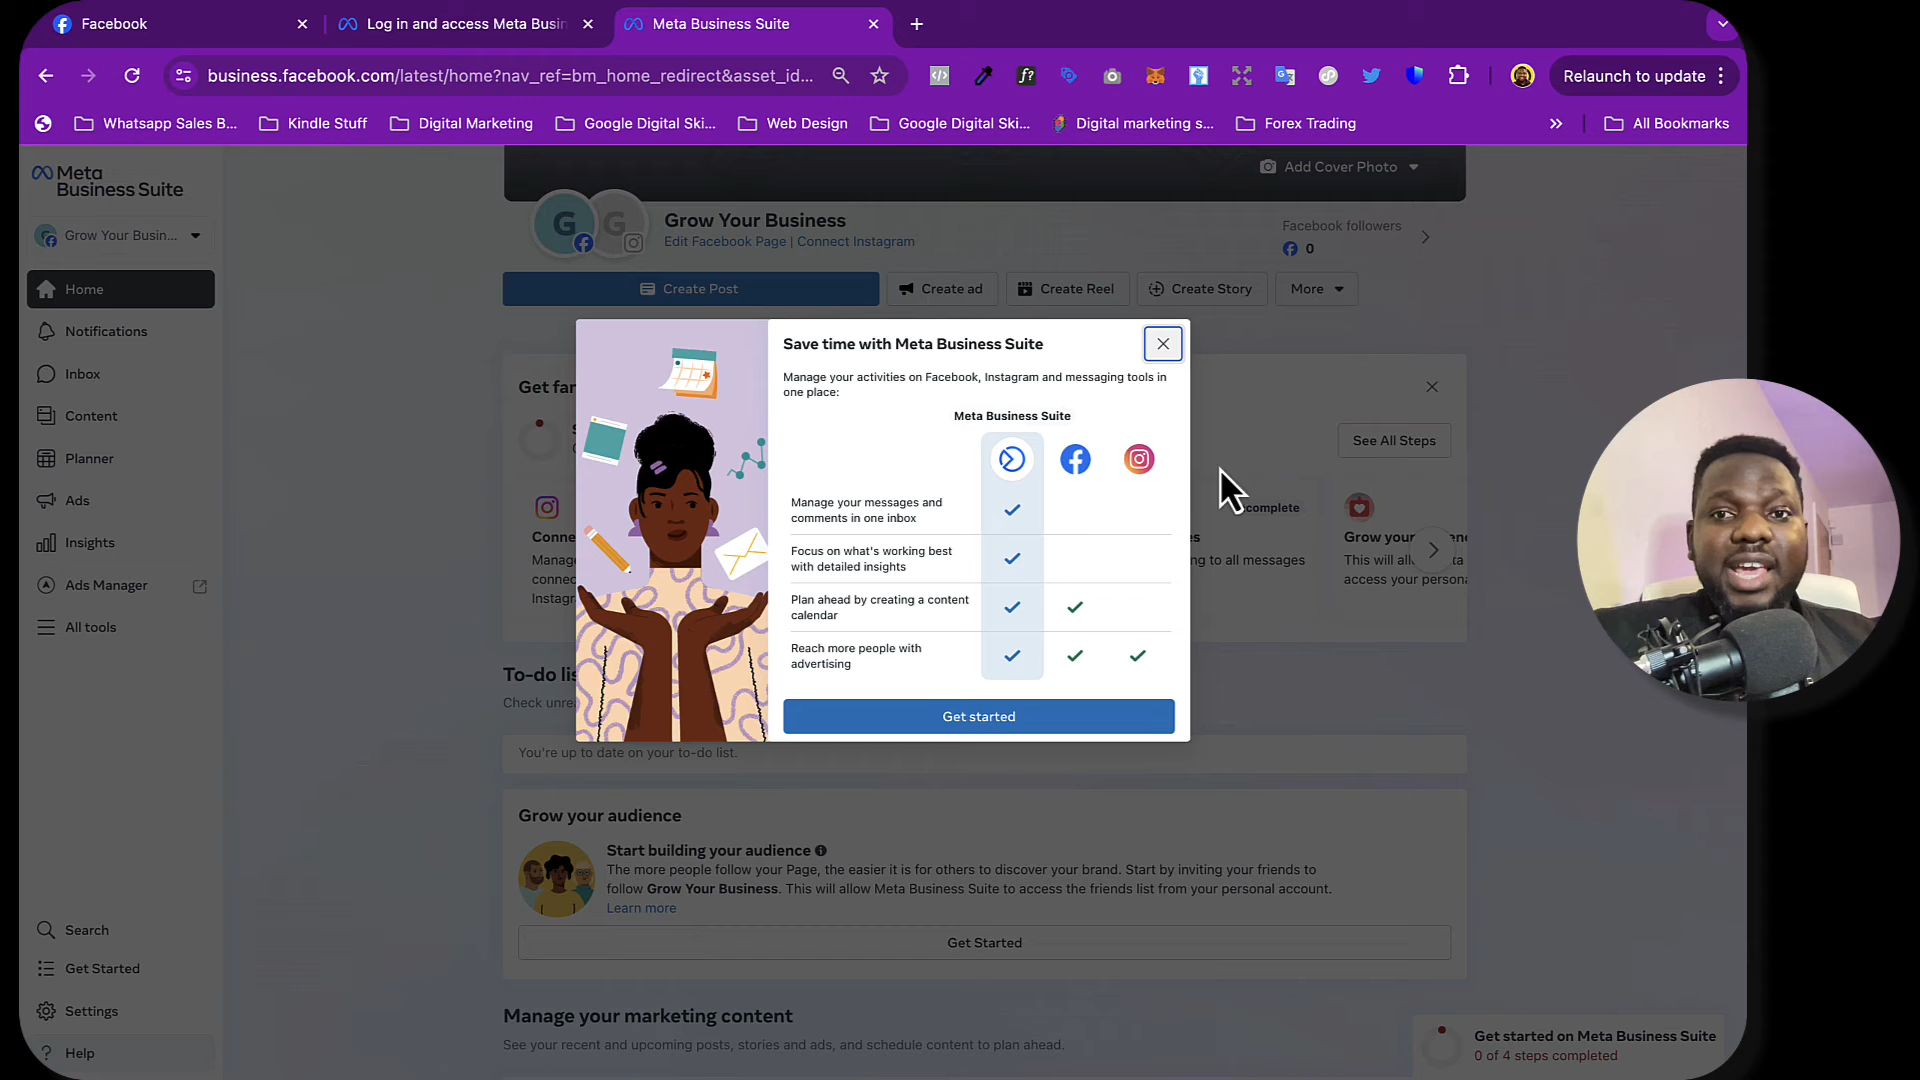 Facebook
Log in and access Meta Busin
Meta Business Suite
business.facebook.com/latest/home?nav_ref=bm_home_redirect&asset_id...
Relaunch to update
Whatsapp Sales B...
Kindle Stuff
Digital Marketing
Google Digital Ski...
Web Design
Google Digital Ski...
Digital marketing s...
Forex Trading
All Bookmarks
Meta
Business Suite
Grow Your Busin...
Home
Notifications
Inbox
Content
Planner
Ads
Insights
Ads Manager
All tools
Search
Get Started
Settings
Help
Add Cover Photo
G G
Grow Your Business
Edit Facebook Page | Connect Instagram
Facebook followers
0
Create Post
Create ad
Create Reel
Create Story
More
Save time with Meta Business Suite
Manage your activities on Facebook, Instagram and messaging tools in
one place:
Meta Business Suite
Manage your messages and
comments in one inbox
Focus on what's working best
with detailed insights
Plan ahead by creating a content
calendar
Reach more people with
advertising
Get started
See All Steps
complete
ng to all messages
Grow your
This will al
access your persona
To-do
Check
You're up to date on your to-do list.
Grow your audience
Start building your audience
The more people follow your Page, the easier it is for others to discover your brand. Start by inviting your friends to
follow Grow Your Business. This will allow Meta Business Suite to access the friends list from your personal account.
Learn more
Get Started
Manage your marketing content
See your recent and upcoming posts, stories and ads, and schedule content to plan ahead.
Get started on Meta Business Suite
0 of 4 steps completed